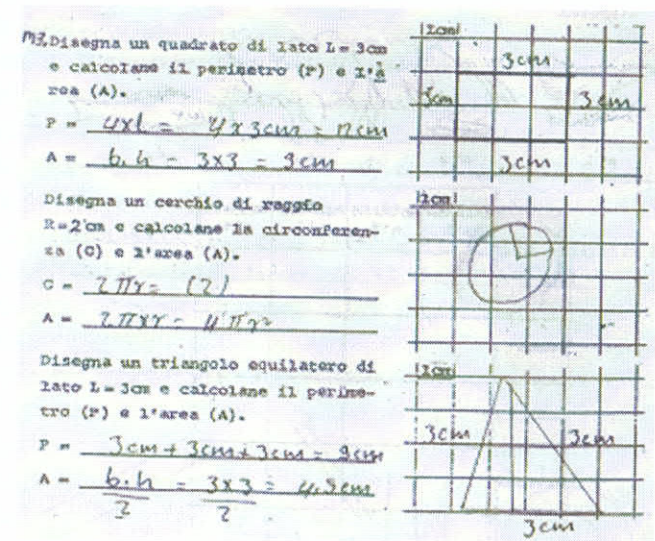 M3. Disegna un quadrato di lato L=3cm
e calcolane il perimetro (P) e l'a
rea (A).
P = 4xl = 4 x 3cm = 12cm
A = b.h = 3x3 = 9cm
1cm
3cm
3cm
3cm
3cm
Disegna un cerchio di raggio
R=2cm e calcolane la circonferen-
za (C) e l'area (A).
C = 2πr = (2)
A = 2πxr = 4πr²
1cm
Disegna un triangolo equilatero di
lato L=3cm e calcolane il perime-
tro (P) e l'area (A).
P = 3cm + 3cm + 3cm = 9cm
A = b.h/2 = 3x3/2 = 4,5cm
1cm
3cm
3cm
3cm